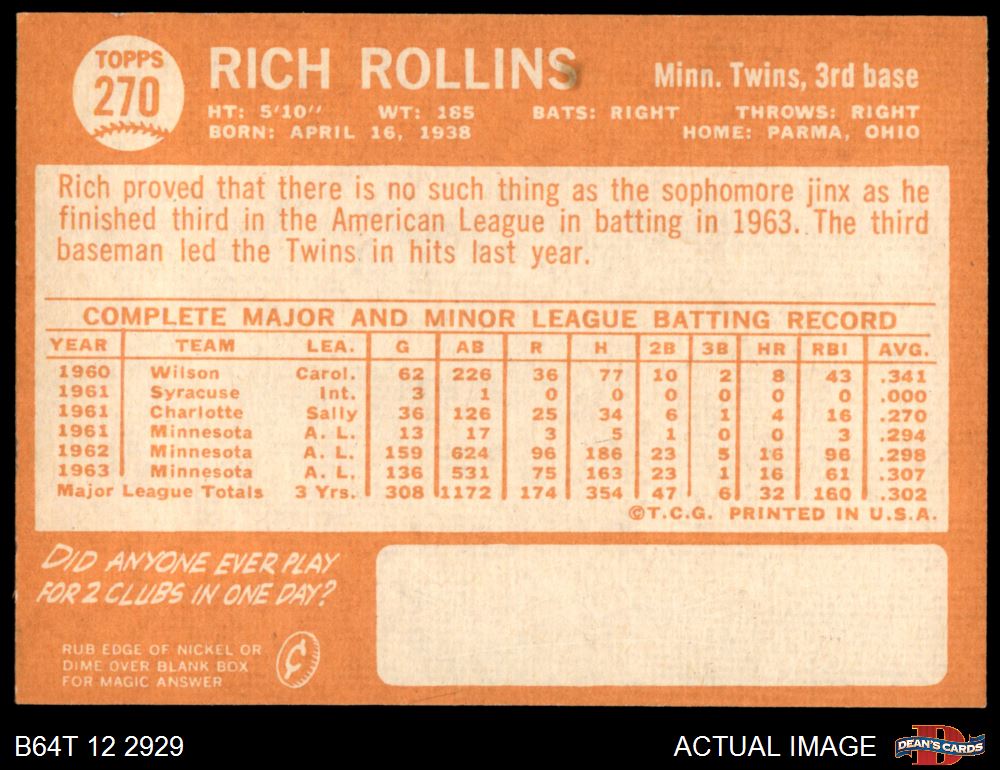 TOPPS
270
RICH ROLLINS
Minn. Twins, 3rd base
HT: 5'10" WT: 185 BATS: RIGHT THROWS: RIGHT
BORN: APRIL 16, 1938 HOME: PARMA, OHIO
Rich proved that there is no such thing as the sophomore jinx as he
finished third in the American League in batting in 1963. The third
baseman led the Twins in hits last year.
COMPLETE MAJOR AND MINOR LEAGUE BATTING RECORD
YEAR TEAM LEA. G AB R H 2B 3B HR RBI AVG.
1960 Wilson Carol. 62 226 36 77 10 2 8 43 .341
1961 Syracuse Int. 3 1 0 0 0 0 0 0 .000
1961 Charlotte Sally 36 126 25 34 6 1 4 16 .270
1961 Minnesota A. L. 13 17 3 5 1 0 0 3 .294
1962 Minnesota A. L. 159 624 96 186 23 5 16 96 .298
1963 Minnesota A. L. 136 531 75 163 23 1 16 61 .307
Major League Totals 3 Yrs. 308 1172 174 354 47 6 32 160 .302
©T.C.G. PRINTED IN U.S.A.
DID ANYONE EVER PLAY
FOR 2 CLUBS IN ONE DAY?
RUB EDGE OF NICKEL OR
DIME OVER BLANK BOX
FOR MAGIC ANSWER
¢
B64T 12 2929
ACTUAL IMAGE
DEAN'S CARDS